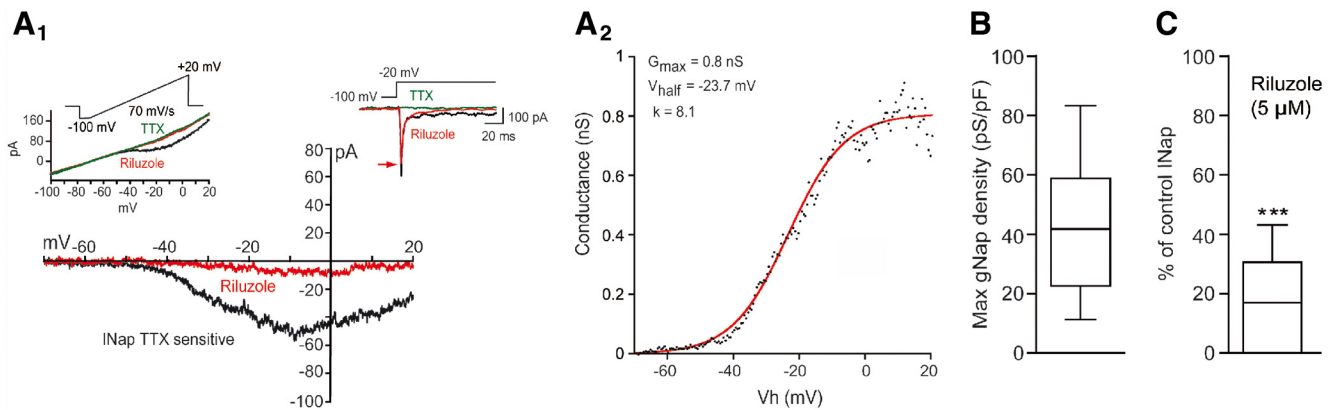 A1
+20 mV
70 mV/s
-100 mV
TTX
Riluzole
pA
160
80
0
-100 -80 -60 -40 -20 0 20
mV
-20 mV
-100 mV
TTX
Riluzole
100 pA
20 ms
pA
80
60
40
20
0
-20
-40
-60
-80
-100
mV -60 -40 -20 0 20
Riluzole
INap TTX sensitive
A2
Gmax = 0.8 nS
Vhalf = -23.7 mV
k = 8.1
Conductance (nS)
1
0.8
0.6
0.4
0.2
0
-60 -40 -20 0 20
Vh (mV)
B
Max gNap density (pS/pF)
100
80
60
40
20
0
C
Riluzole
(5 µM)
% of control INap
100
80
60
40
20
0
***